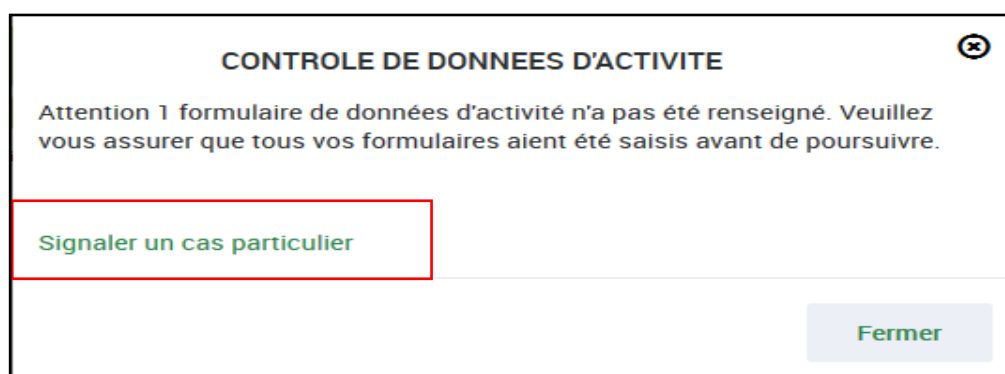 CONTROLE DE DONNEES D'ACTIVITE
Attention 1 formulaire de données d'activité n'a pas été renseigné. Veuillez
vous assurer que tous vos formulaires aient été saisis avant de poursuivre.
Signaler un cas particulier
Fermer